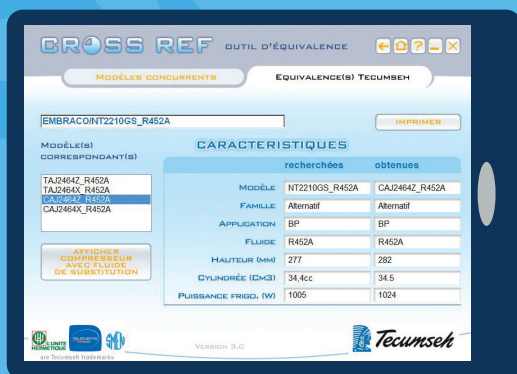 CROSS REF OUTIL D'ÉQUIVALENCE
MODÈLES CONCURRENTS
EQUIVALENCE(S) TECUMSEH
EMBRACO/NT2210GS_R452A
IMPRIMER
MODÈLE(S)
CORRESPONDANT(S)
CARACTERISTIQUES
recherchées obtenues
TAJ2464Z_R452A
TAJ2464X_R452A
CAJ2464Z_R452A
CAJ2464X_R452A
MODÈLE NT2210GS_R452A CAJ2464Z_R452A
FAMILLE Alternatif Alternatif
APPLICATION BP BP
FLUIDE R452A R452A
HAUTEUR (MM) 277 282
CYLINDRÉE (CM3) 34,4cc 34.5
PUISSANCE FRIGO. (W) 1005 1024
AFFICHER
COMPRESSEUR
AVEC FLUIDE
DE SUBSTITUTION
L'UNITE
HERMETIQUE
are Tecumseh trademarks
VERSION 3.0
Tecumseh